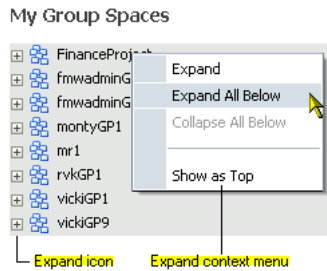 My Group Spaces
FinanceProject
Expand
fmwadminG
Expand All Below
fmwadminG
Collapse All Below
montyGP1
mr1
rvkGP1
Show as Top
vickiGP1
vickiGP9
Expand icon
Expand context menu